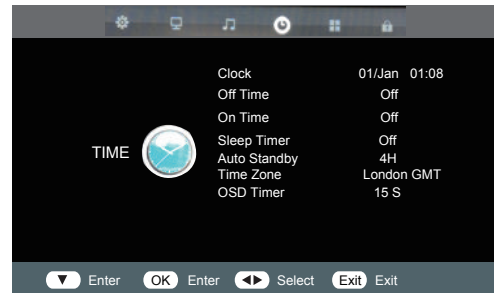 Clock 01/Jan 01:08
Off Time Off
On Time Off
Sleep Timer Off
TIME
Auto Standby 4H
Time Zone London GMT
OSD Timer 15 S
▼ Enter OK Enter ◀▶ Select Exit Exit